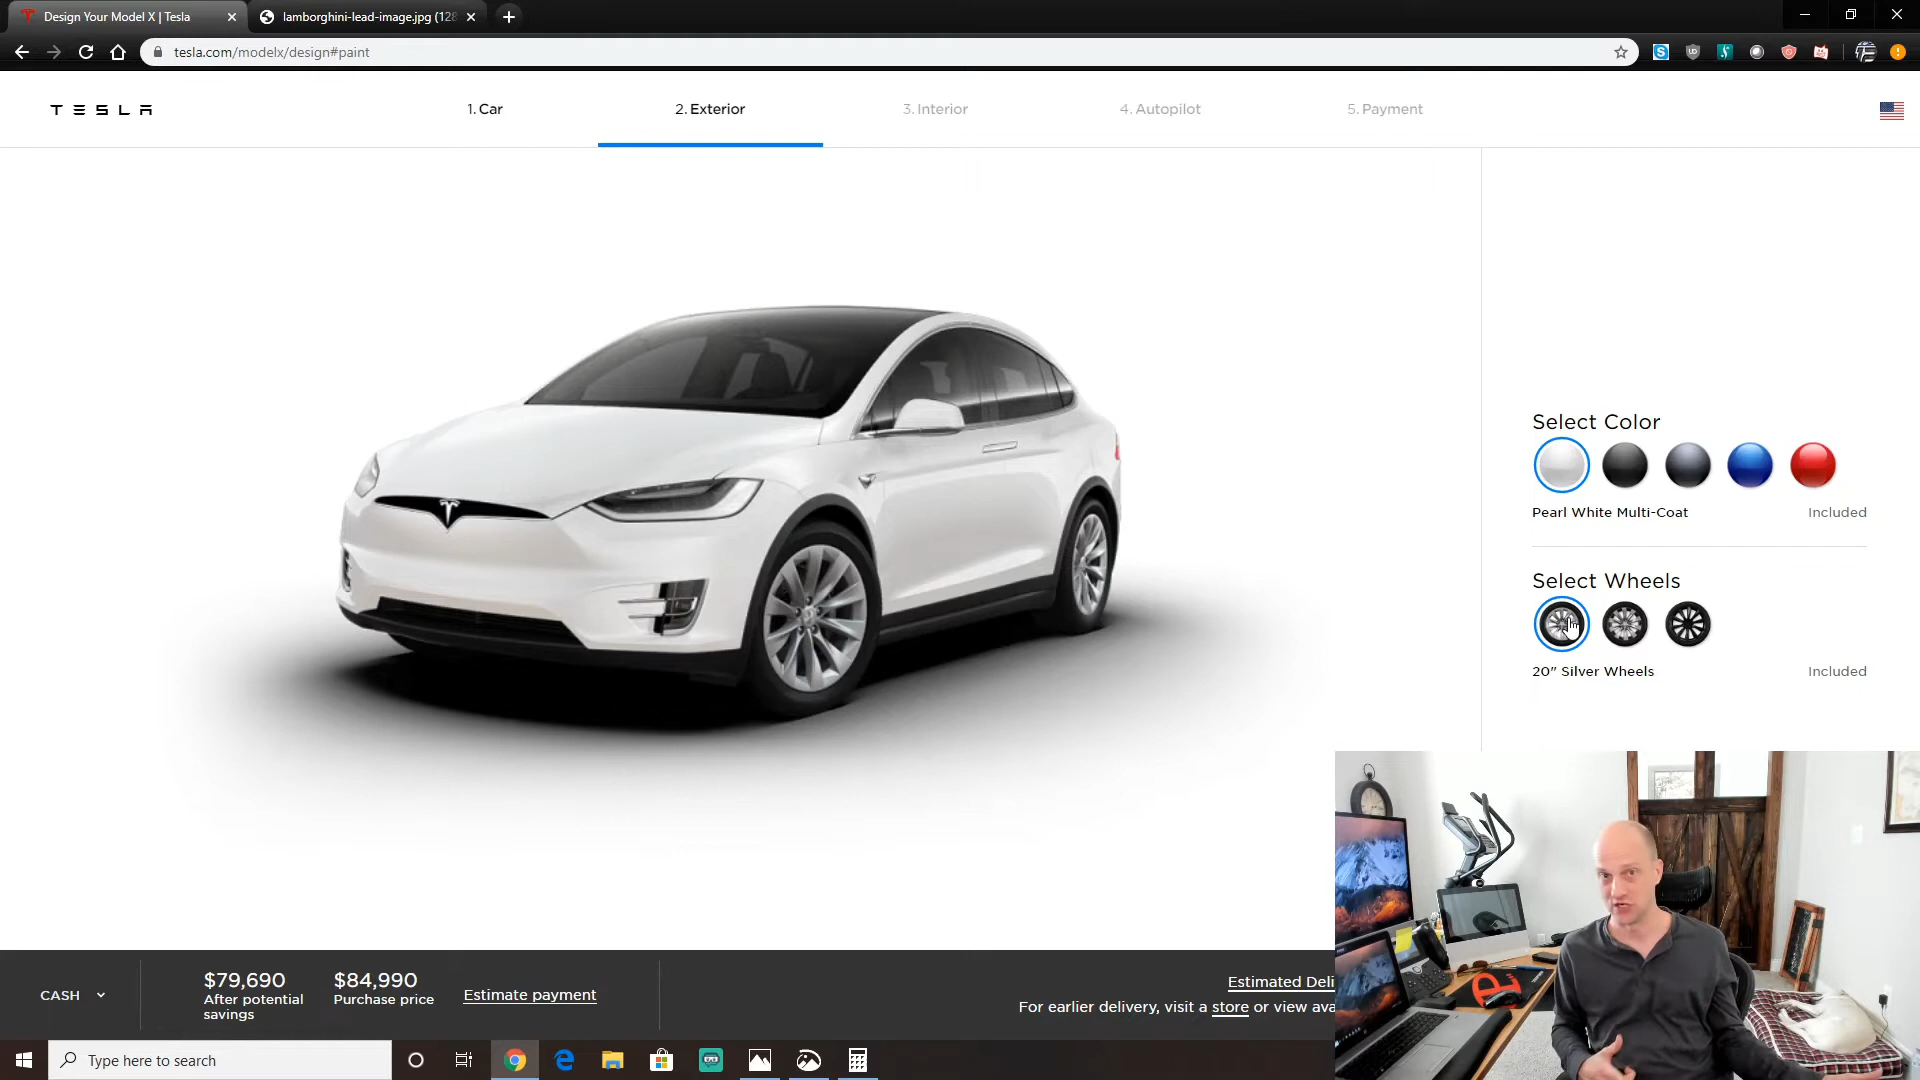 Design Your Model X | Tesla
lamborghini-lead-image.jpg (128
tesla.com/modelx/design#paint
TESLA
1. Car
2. Exterior
3. Interior
4. Autopilot
5. Payment
Select Color
Pearl White Multi-Coat
Included
Select Wheels
20" Silver Wheels
Included
CASH
$79,690
After potential
savings
$84,990
Purchase price
Estimate payment
Estimated Deli
For earlier delivery, visit a store or view ava
Type here to search